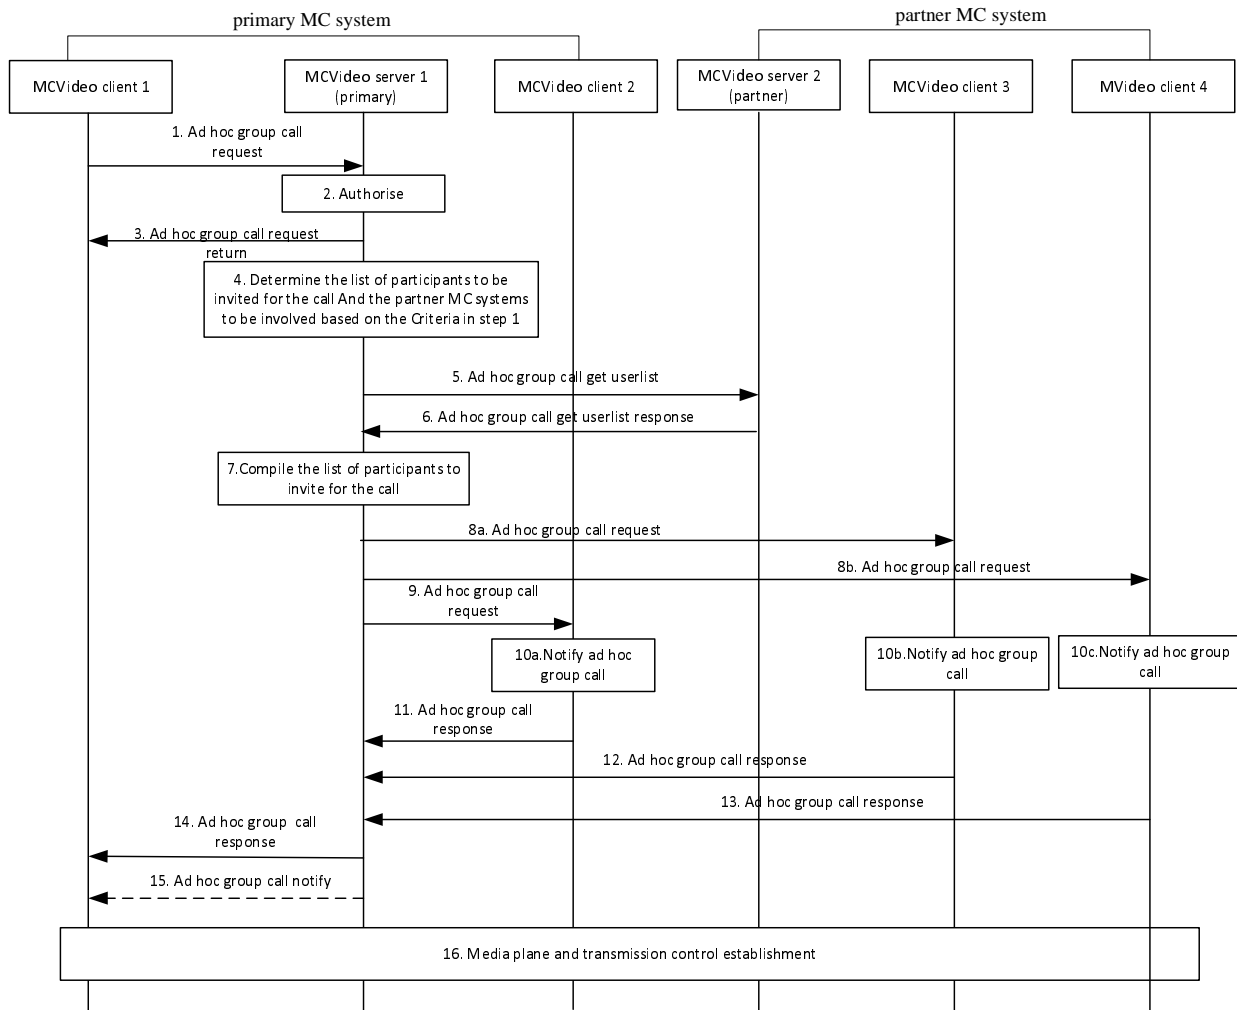 primary MC system
partner MC system
MCVideo client 1
MCVideo server 1
(primary)
MCVideo client 2
MCVideo server 2
(partner)
MCVideo client 3
MVideo client 4
1. Ad hoc group call
request
2. Authorise
3. Ad hoc group call request
return
4. Determine the list of participants to be
invited for the call And the partner MC systems
to be involved based on the Criteria in step 1
5. Ad hoc group call get userlist
6. Ad hoc group call get userlist response
7.Compile the list of participants to
invite for the call
8a. Ad hoc group call request
8b. Ad hoc group call request
9. Ad hoc group call
request
10a.Notify ad hoc
group call
10b.Notify ad hoc group
call
10c.Notify ad hoc group
call
11. Ad hoc group call
response
12. Ad hoc group call response
13. Ad hoc group call response
14. Ad hoc group call
response
15. Ad hoc group call notify
16. Media plane and transmission control establishment